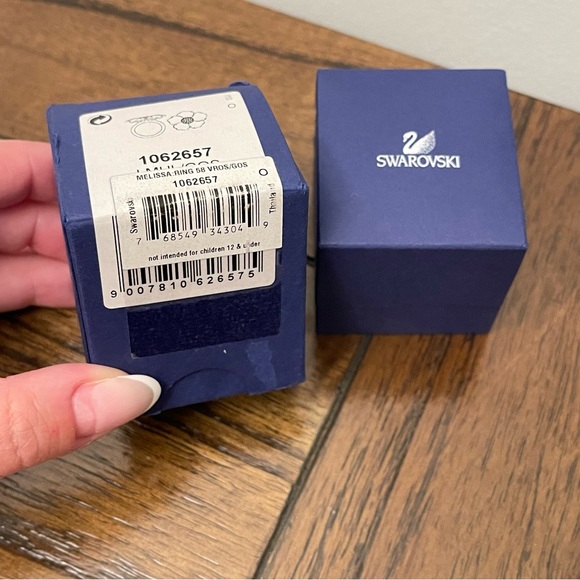 1062657
MELISSA:RING 58 VROS/GOS
1062657
Swarovski
Thailand
7 68549 34304 9
not intended for children 12 & under
9 007810 626575
SWAROVSKI